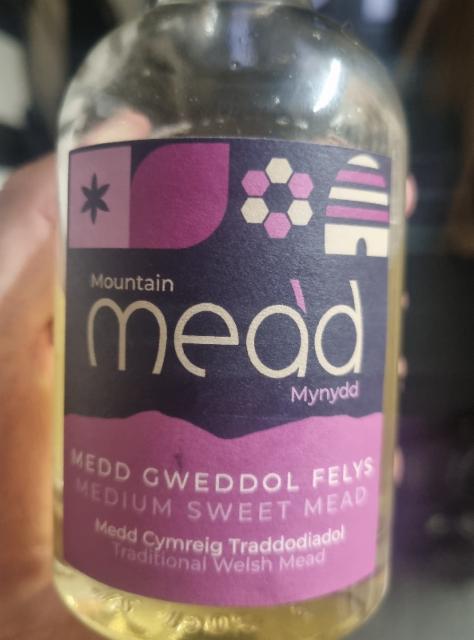 Mountain
meàd
Mynydd
MEDD GWEDDOL FELYS
MEDIUM SWEET MEAD
Medd Cymreig Traddodiadol
Traditional Welsh Mead